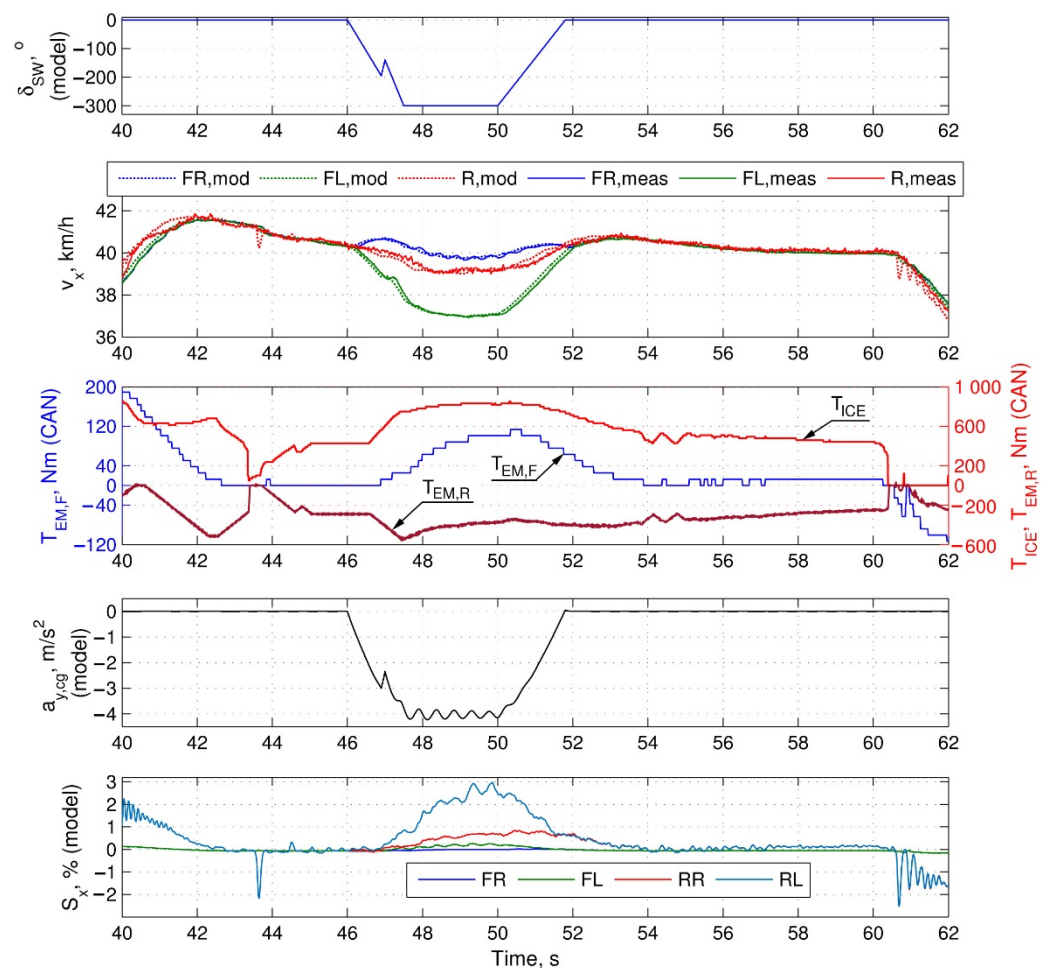 δSW, °
(model)
0
−100
−200
−300
40 42 44 46 48 50 52 54 56 58 60 62
FR,mod FL,mod R,mod FR,meas FL,meas R,meas
vx, km/h
42
40
38
36
40 42 44 46 48 50 52 54 56 58 60 62
TEM,F, Nm (CAN)
200
120
40
0
−40
−120
TICE
TEM,F
TEM,R
1 000
800
600
400
200
0
−200
−400
−600
TICE, TEM,R, Nm (CAN)
40 42 44 46 48 50 52 54 56 58 60 62
ay,cg, m/s2
(model)
0
−1
−2
−3
−4
40 42 44 46 48 50 52 54 56 58 60 62
Sx, % (model)
3
2
1
0
−1
−2
FR FL RR RL
40 42 44 46 48 50 52 54 56 58 60 62
Time, s